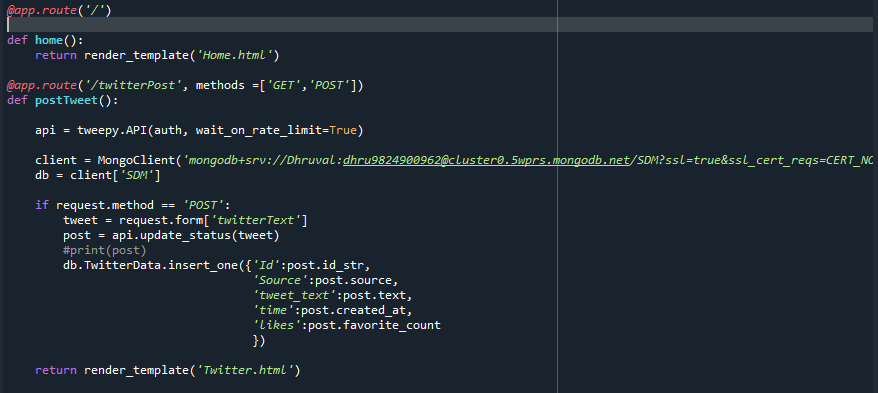 @app.route('/')
def home():
    return render_template('Home.html')
@app.route('/twitterPost', methods =['GET','POST'])
def postTweet():
    api = tweepy.API(auth, wait_on_rate_limit=True)
    client = MongoClient('mongodb+srv://Dhruval:dhru9824900962@cluster0.5wprs.mongodb.net/SDM?ssl=true&ssl_cert_reqs=CERT_NO
    db = client['SDM']
    if request.method == 'POST':
        tweet = request.form['twitterText']
        post = api.update_status(tweet)
        #print(post)
        db.TwitterData.insert_one({'Id':post.id_str,
                                   'Source':post.source,
                                   'tweet_text':post.text,
                                   'time':post.created_at,
                                   'likes':post.favorite_count
                                   })
    return render_template('Twitter.html')